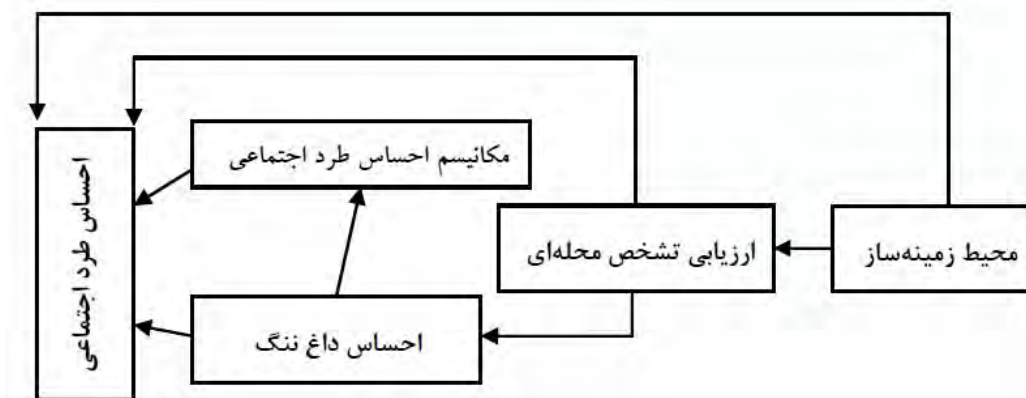 مکانیسم احساس طرد اجتماعی
احساس طرد اجتماعی
ارزیابی تشخص محله‌ای
محیط زمینه‌ساز
احساس داغ ننگ